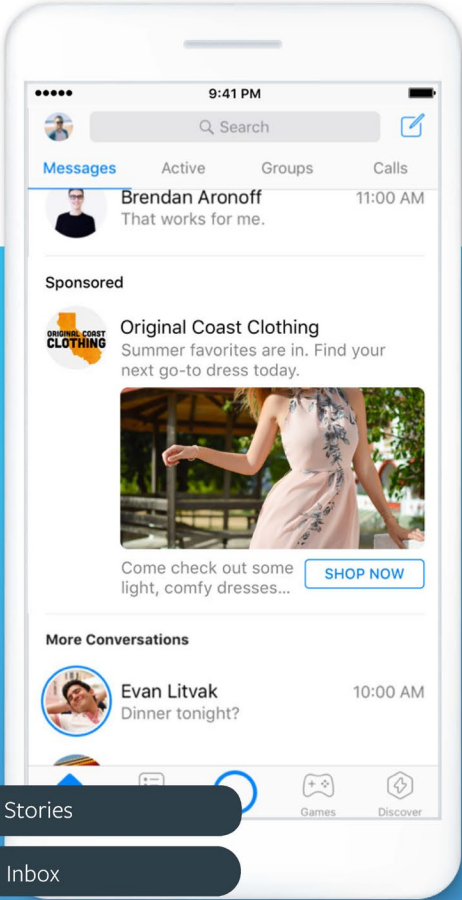 9:41 PM
Search
Messages Active Groups Calls
Brendan Aronoff 11:00 AM
That works for me.
Sponsored
ORIGINAL COAST
CLOTHING
Original Coast Clothing
Summer favorites are in. Find your
next go-to dress today.
Come check out some
light, comfy dresses...
SHOP NOW
More Conversations
Evan Litvak 10:00 AM
Dinner tonight?
Games Discover
Stories
Inbox